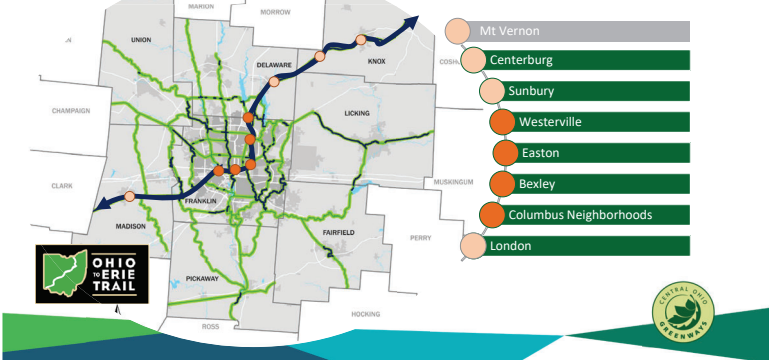 MARION
MORROW
UNION
DELAWARE
KNOX
COSH
CHAMPAIGN
LICKING
CLARK
MUSKINGUM
FRANKLIN
MADISON
FAIRFIELD
PERRY
PICKAWAY
HOCKING
ROSS
OHIO
TO ERIE
TRAIL
Mt Vernon
Centerburg
Sunbury
Westerville
Easton
Bexley
Columbus Neighborhoods
London
CENTRAL OHIO
GREENWAYS